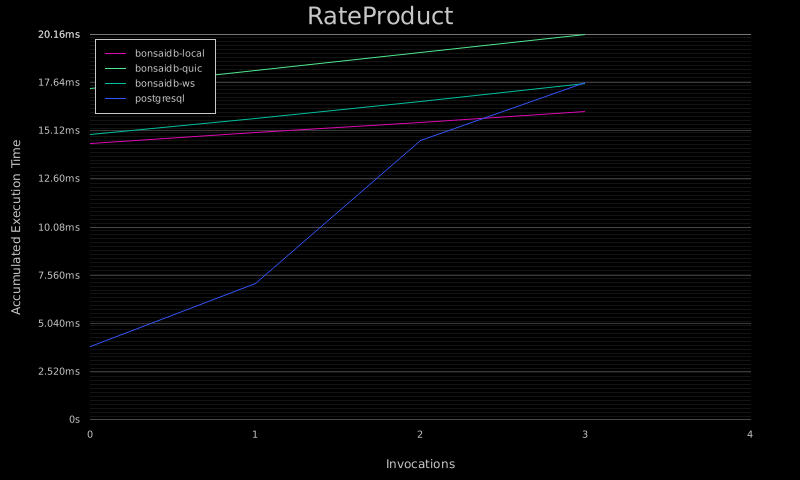 RateProduct
20.16ms
bonsaidb-local
bonsaidb-quic
bonsaidb-ws
postgresql
17.64ms
15.12ms
12.60ms
10.08ms
7.560ms
5.040ms
2.520ms
0s
Accumulated Execution Time
0 1 2 3 4
Invocations